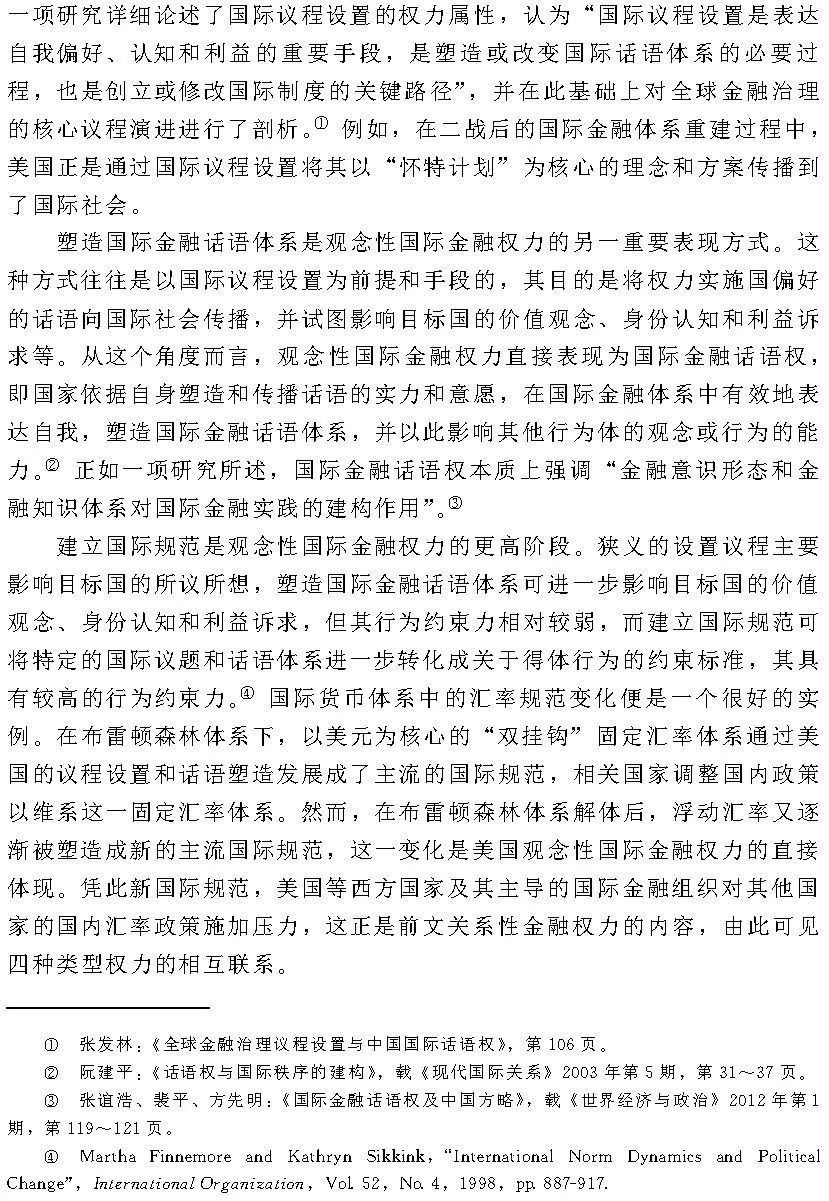 一项研究详细论述了国际议程设置的权力属性，认为“国际议程设置是表达
自我偏好、认知和利益的重要手段，是塑造或改变国际话语体系的必要过
程，也是创立或修改国际制度的关键路径”，并在此基础上对全球金融治理
的核心议程演进进行了剖析。① 例如，在二战后的国际金融体系重建过程中，
美国正是通过国际议程设置将其以“怀特计划”为核心的理念和方案传播到
了国际社会。
塑造国际金融话语体系是观念性国际金融权力的另一重要表现方式。这
种方式往往是以国际议程设置为前提和手段的，其目的是将权力实施国偏好
的话语向国际社会传播，并试图影响目标国的价值观念、身份认知和利益诉
求等。从这个角度而言，观念性国际金融权力直接表现为国际金融话语权，
即国家依据自身塑造和传播话语的实力和意愿，在国际金融体系中有效地表
达自我，塑造国际金融话语体系，并以此影响其他行为体的观念或行为的能
力。② 正如一项研究所述，国际金融话语权本质上强调“金融意识形态和金
融知识体系对国际金融实践的建构作用”。③
建立国际规范是观念性国际金融权力的更高阶段。狭义的设置议程主要
影响目标国的所议所想，塑造国际金融话语体系可进一步影响目标国的价值
观念、身份认知和利益诉求，但其行为约束力相对较弱，而建立国际规范可
将特定的国际议题和话语体系进一步转化成关于得体行为的约束标准，其具
有较高的行为约束力。④ 国际货币体系中的汇率规范变化便是一个很好的实
例。在布雷顿森林体系下，以美元为核心的“双挂钩”固定汇率体系通过美
国的议程设置和话语塑造发展成了主流的国际规范，相关国家调整国内政策
以维系这一固定汇率体系。然而，在布雷顿森林体系解体后，浮动汇率又逐
渐被塑造成新的主流国际规范，这一变化是美国观念性国际金融权力的直接
体现。凭此新国际规范，美国等西方国家及其主导的国际金融组织对其他国
家的国内汇率政策施加压力，这正是前文关系性金融权力的内容，由此可见
四种类型权力的相互联系。
① 张发林：《全球金融治理议程设置与中国国际话语权》，第 106 页。
② 阮建平：《话语权与国际秩序的建构》，载《现代国际关系》2003 年第 5 期，第 31～37 页。
③ 张谊浩、裴平、方先明：《国际金融话语权及中国方略》，载《世界经济与政治》2012 年第 1
期，第 119～121 页。
④ Martha Finnemore and Kathryn Sikkink, “International Norm Dynamics and Political
Change”, International Organization, Vol. 52, No. 4, 1998, pp. 887-917.